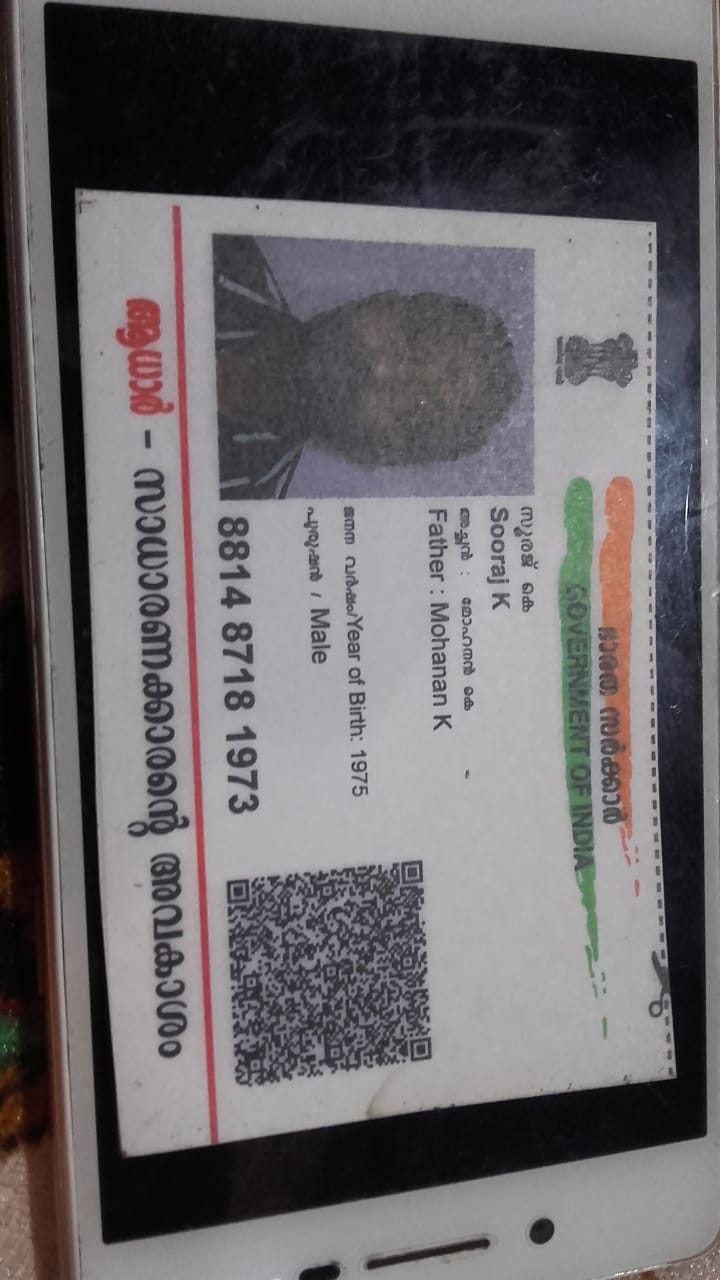 ഭാരത സർക്കാർ
GOVERNMENT OF INDIA
സൂരജ് കെ
Sooraj K
അച്ഛൻ : മോഹനൻ കെ
Father : Mohanan K
ജനന വർഷം/Year of Birth: 1975
പുരുഷൻ / Male
8814 8718 1973
ആധാർ – സാധാരണക്കാരന്റെ അവകാശം